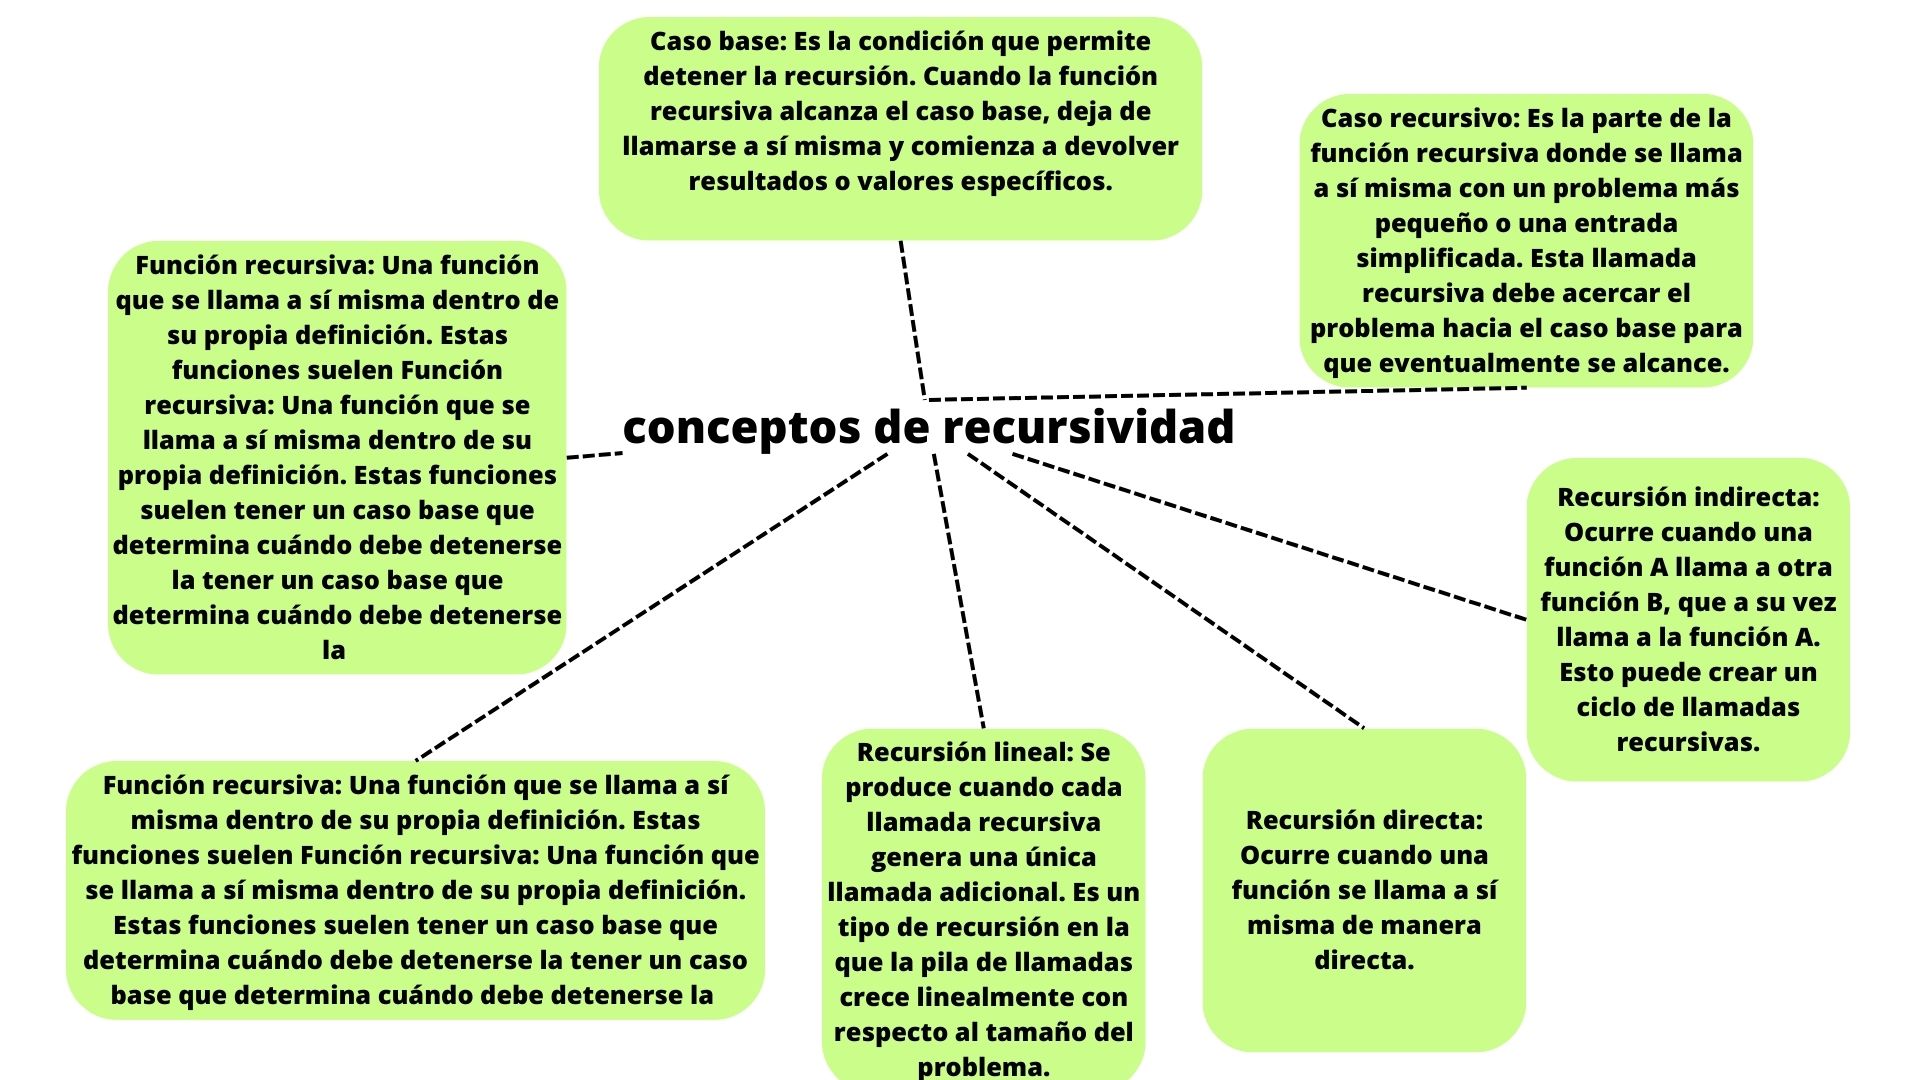 Caso base: Es la condición que permite
detener la recursión. Cuando la función
recursiva alcanza el caso base, deja de
llamarse a sí misma y comienza a devolver
resultados o valores específicos.
Caso recursivo: Es la parte de la
función recursiva donde se llama
a sí misma con un problema más
pequeño o una entrada
simplificada. Esta llamada
recursiva debe acercar el
problema hacia el caso base para
que eventualmente se alcance.
Función recursiva: Una función
que se llama a sí misma dentro de
su propia definición. Estas
funciones suelen Función
recursiva: Una función que se
llama a sí misma dentro de su
propia definición. Estas funciones
suelen tener un caso base que
determina cuándo debe detenerse
la tener un caso base que
determina cuándo debe detenerse
la
conceptos de recursividad
Recursión indirecta:
Ocurre cuando una
función A llama a otra
función B, que a su vez
llama a la función A.
Esto puede crear un
ciclo de llamadas
recursivas.
Función recursiva: Una función que se llama a sí
misma dentro de su propia definición. Estas
funciones suelen Función recursiva: Una función que
se llama a sí misma dentro de su propia definición.
Estas funciones suelen tener un caso base que
determina cuándo debe detenerse la tener un caso
base que determina cuándo debe detenerse la
Recursión lineal: Se
produce cuando cada
llamada recursiva
genera una única
llamada adicional. Es un
tipo de recursión en la
que la pila de llamadas
crece linealmente con
respecto al tamaño del
problema.
Recursión directa:
Ocurre cuando una
función se llama a sí
misma de manera
directa.